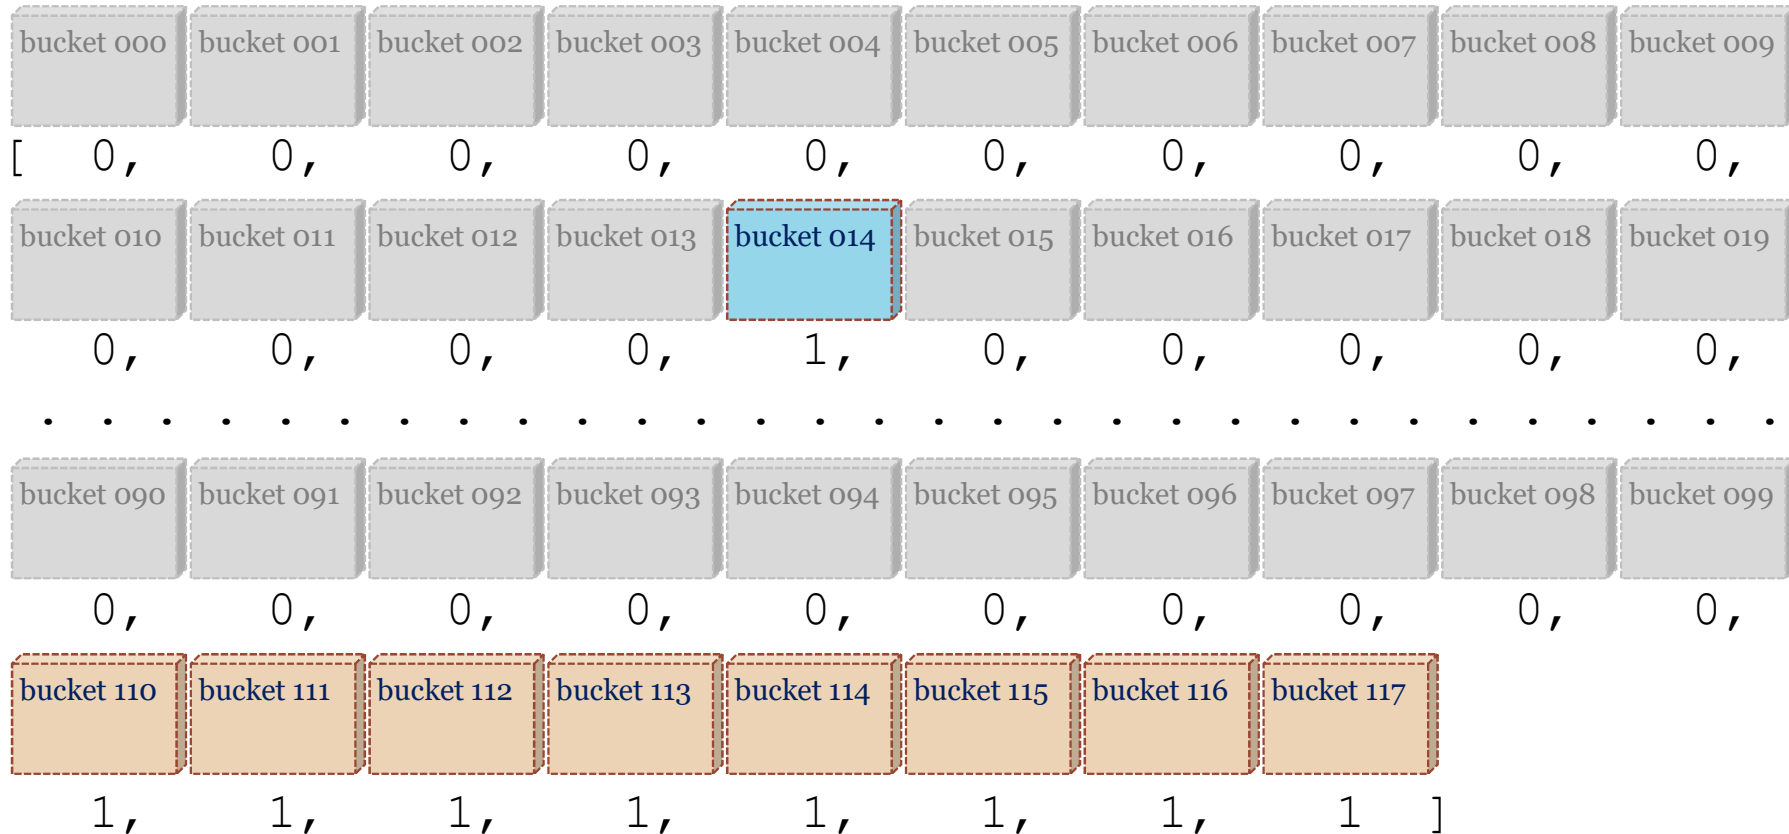 bucket 000 bucket 001 bucket 002 bucket 003 bucket 004 bucket 005 bucket 006 bucket 007 bucket 008 bucket 009
[ 0, 0, 0, 0, 0, 0, 0, 0, 0, 0,
bucket 010 bucket 011 bucket 012 bucket 013 bucket 014 bucket 015 bucket 016 bucket 017 bucket 018 bucket 019
0, 0, 0, 0, 1, 0, 0, 0, 0, 0,
. . . . . . . . . . . . . . . . . . . . . . . . . . . . . .
bucket 090 bucket 091 bucket 092 bucket 093 bucket 094 bucket 095 bucket 096 bucket 097 bucket 098 bucket 099
0, 0, 0, 0, 0, 0, 0, 0, 0, 0,
bucket 110 bucket 111 bucket 112 bucket 113 bucket 114 bucket 115 bucket 116 bucket 117
1, 1, 1, 1, 1, 1, 1, 1 ]